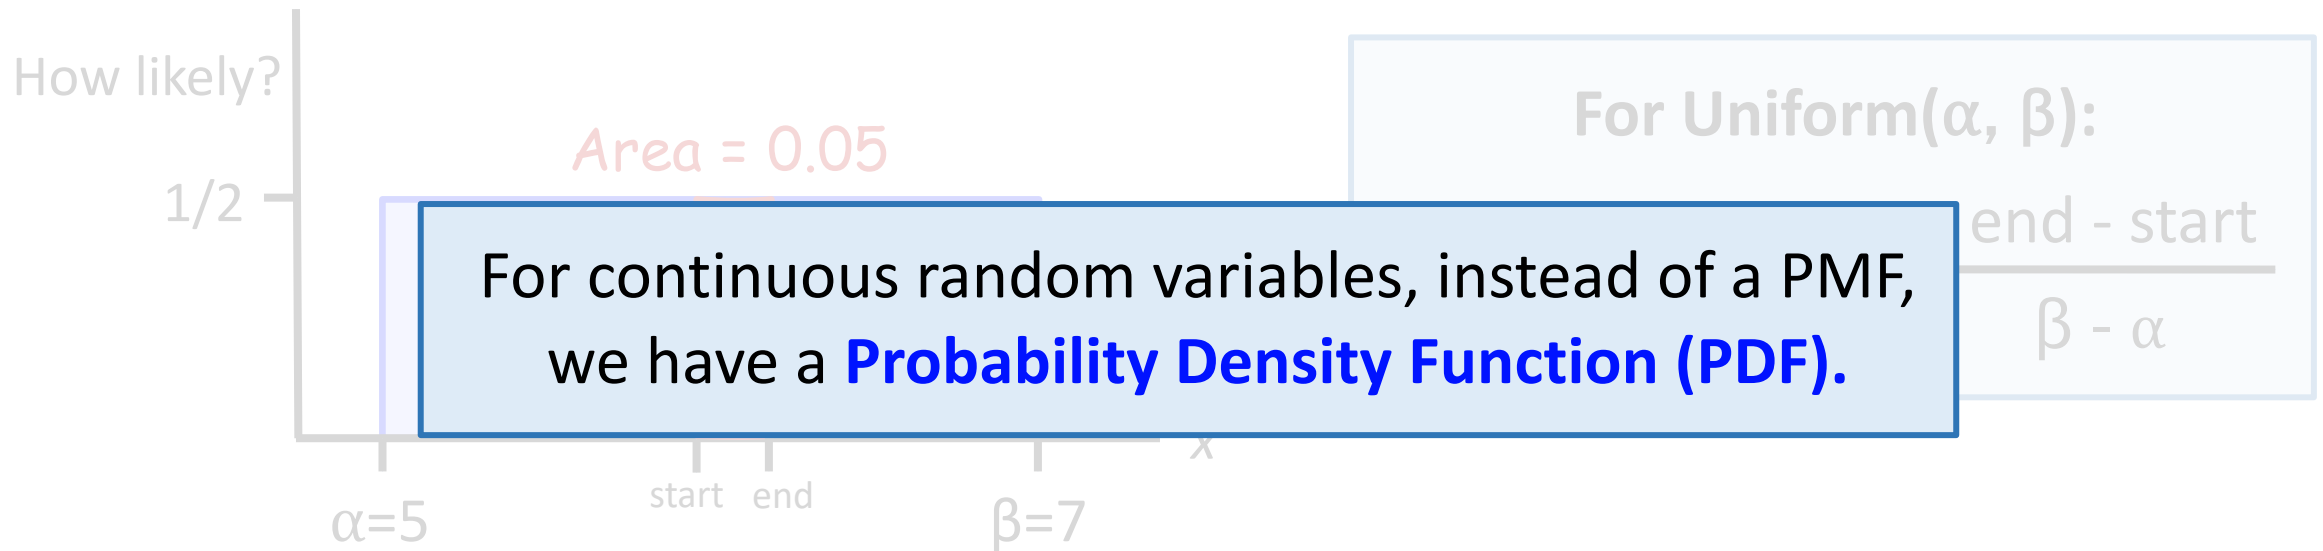 How likely?
For Uniform(α, β):
Area = 0.05
1/2
end - start
For continuous random variables, instead of a PMF,
we have a Probability Density Function (PDF).
β - α
x
start end
α=5
β=7